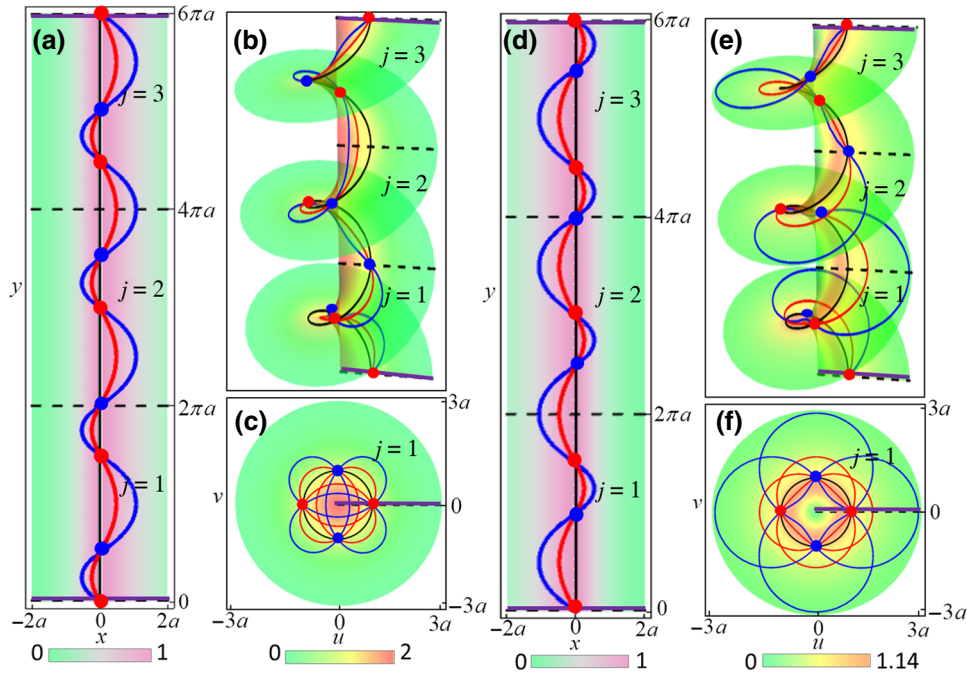 (a)
6πa
j = 3
4πa
y
j = 2
2πa
j = 1
0
-2a
0
2a
x
0
1
(b)
j = 3
j = 2
j = 1
(c)
3a
j = 1
v
0
-3a
-3a
0
3a
u
0
2
(d)
6πa
j = 3
4πa
y
j = 2
2πa
j = 1
0
-2a
0
2a
x
0
1
(e)
j = 3
j = 2
j = 1
(f)
3a
j = 1
v
0
-3a
-3a
0
3a
u
0
1.14